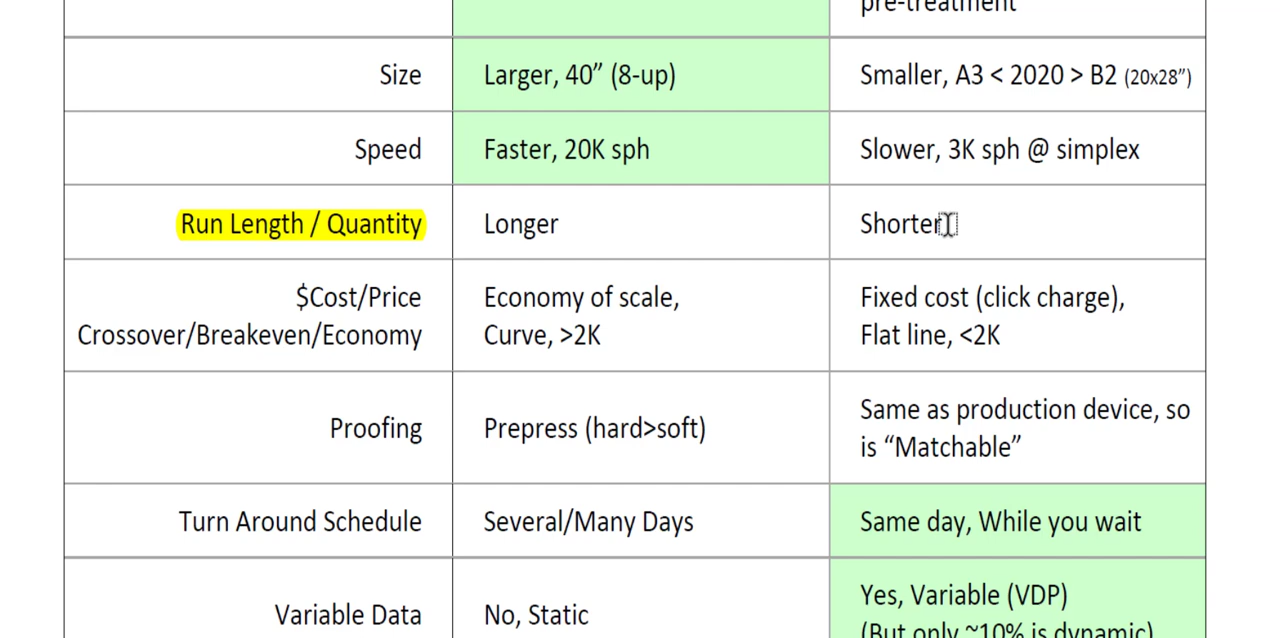 pre-treatment
Size
Larger, 40” (8-up)
Smaller, A3 < 2020 > B2 (20x28”)
Speed
Faster, 20K sph
Slower, 3K sph @ simplex
Run Length / Quantity
Longer
Shorter
$Cost/Price
Crossover/Breakeven/Economy
Economy of scale,
Curve, >2K
Fixed cost (click charge),
Flat line, <2K
Proofing
Prepress (hard>soft)
Same as production device, so
is “Matchable”
Turn Around Schedule
Several/Many Days
Same day, While you wait
Variable Data
No, Static
Yes, Variable (VDP)
(But only ~10% is dynamic)